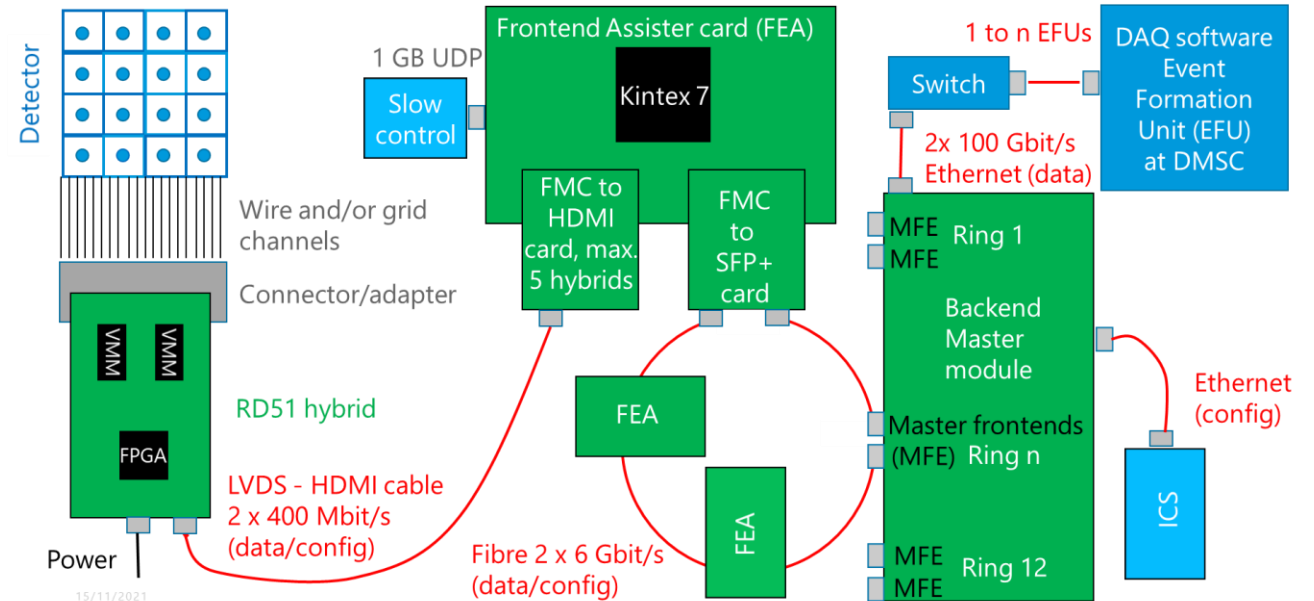 Detector
Wire and/or grid
channels
Connector/adapter
VMM
VMM
RD51 hybrid
FPGA
LVDS - HDMI cable
2 x 400 Mbit/s
(data/config)
Power
15/11/2021
1 GB UDP
Slow
control
Frontend Assister card (FEA)
Kintex 7
FMC to
HDMI
card, max.
5 hybrids
FMC
to
SFP+
card
FEA
FEA
Fibre 2 x 6 Gbit/s
(data/config)
1 to n EFUs
Switch
DAQ software
Event
Formation
Unit (EFU)
at DMSC
2x 100 Gbit/s
Ethernet (data)
MFE
Ring 1
MFE
Backend
Master
module
Master frontends
(MFE) Ring n
MFE
Ring 12
MFE
Ethernet
(config)
ICS